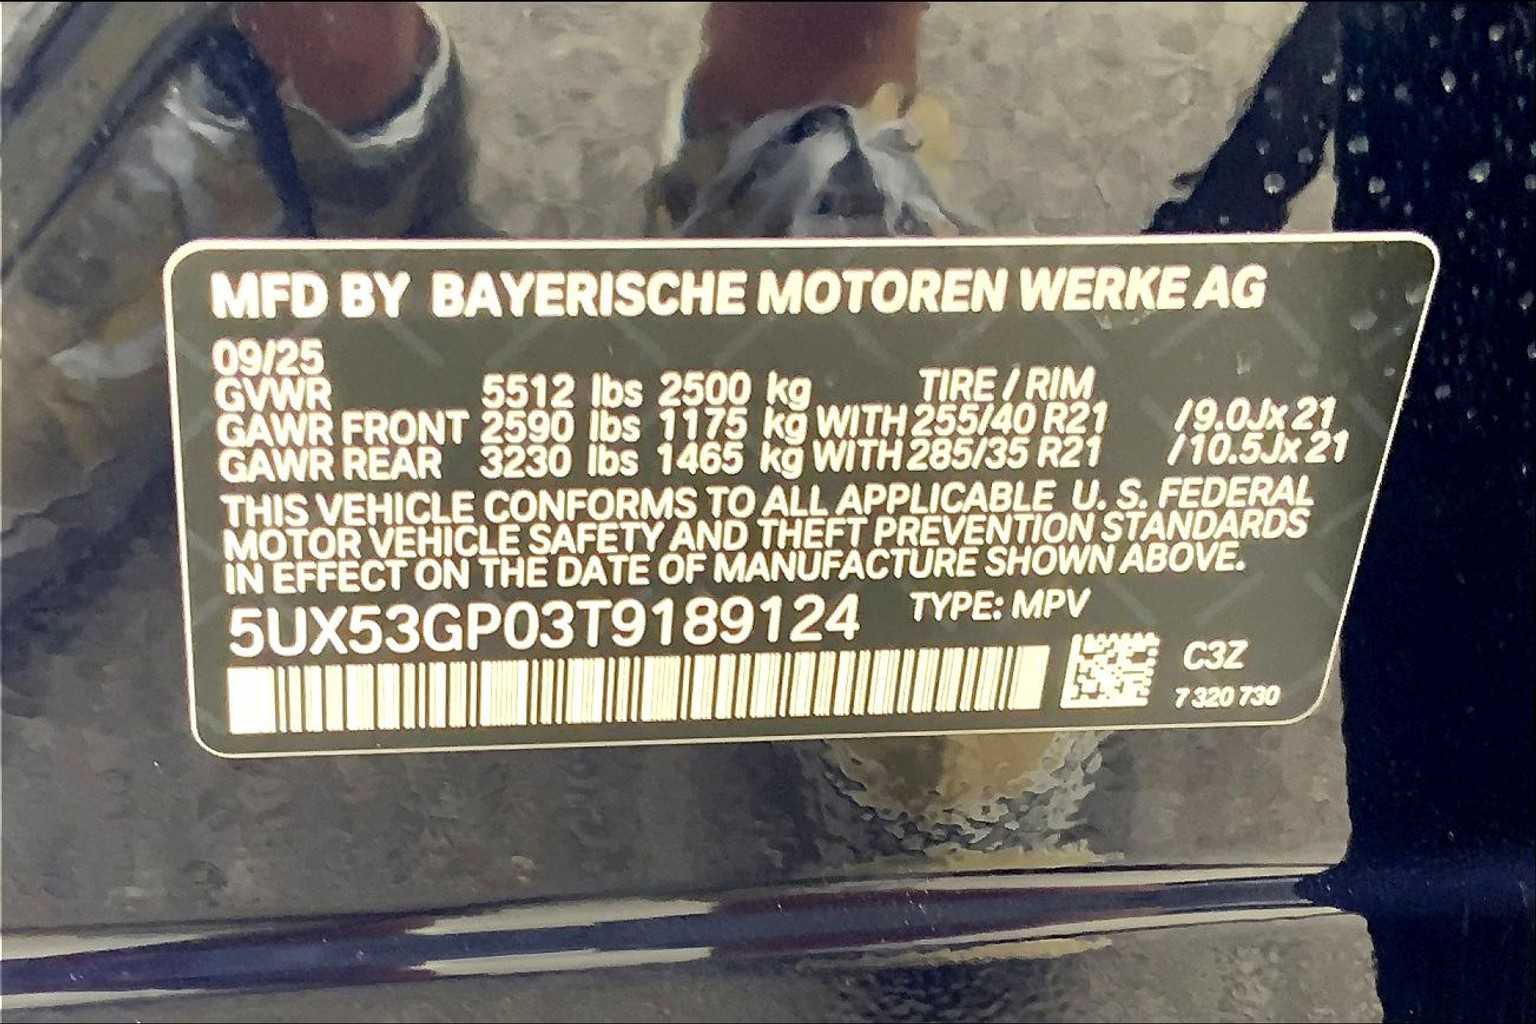 MFD BY BAYERISCHE MOTOREN WERKE AG
09/25
GVWR 5512 lbs 2500 kg TIRE / RIM
GAWR FRONT 2590 lbs 1175 kg WITH 255/40 R21 /9.0Jx21
GAWR REAR 3230 lbs 1465 kg WITH 285/35 R21 /10.5Jx21
THIS VEHICLE CONFORMS TO ALL APPLICABLE U. S. FEDERAL
MOTOR VEHICLE SAFETY AND THEFT PREVENTION STANDARDS
IN EFFECT ON THE DATE OF MANUFACTURE SHOWN ABOVE.
5UX53GP03T9189124 TYPE: MPV
C3Z
7 320 730